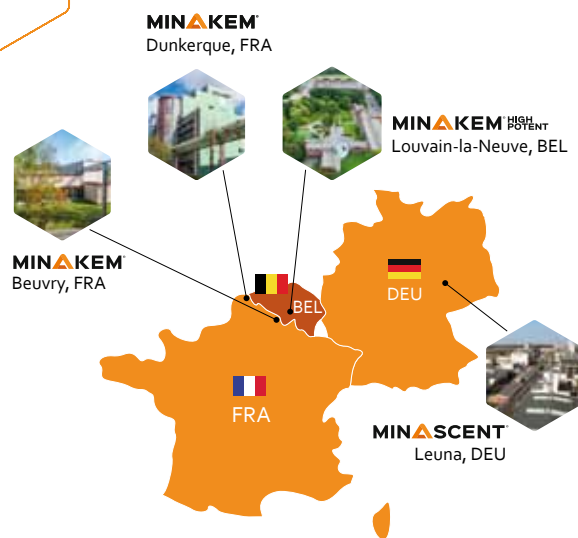 MINAKEM
Dunkerque, FRA
MINAKEM HIGH POTENT
Louvain-la-Neuve, BEL
MINAKEM
Beuvry, FRA
BEL
DEU
FRA
MINASCENT
Leuna, DEU